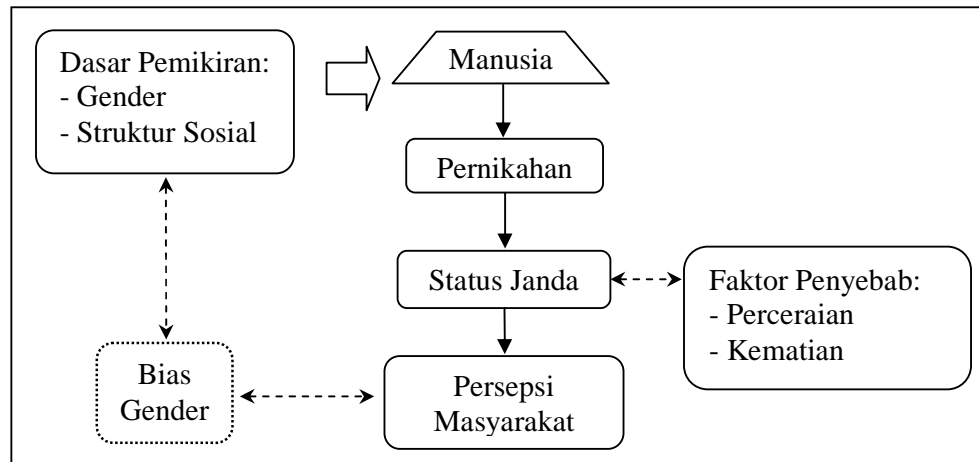 Dasar Pemikiran:
- Gender
- Struktur Sosial
Manusia
Pernikahan
Status Janda
Faktor Penyebab:
- Perceraian
- Kematian
Persepsi
Masyarakat
Bias
Gender